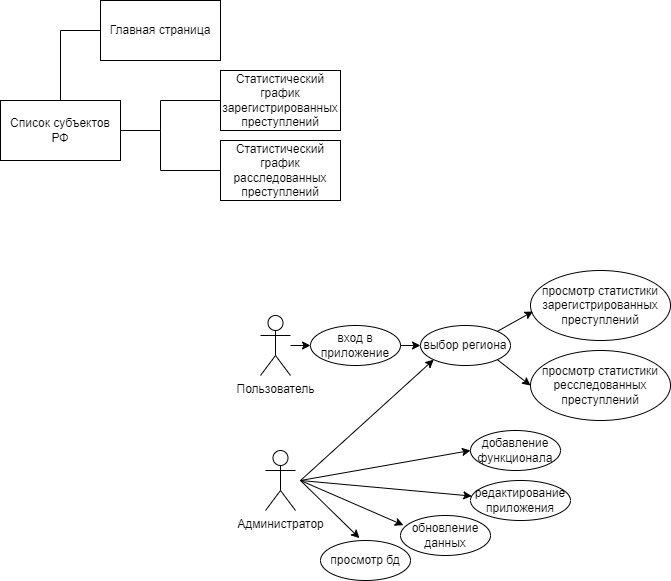 Главная страница
Статистический
график
зарегистрированных
преступлений
Список субъектов
РФ
Статистический
график
расследованных
преступлений
просмотр статистики
зарегистрированных
преступлений
вход в
приложение
выбор региона
Пользователь
просмотр статистики
ресследованных
преступлений
добавление
функционала
редактирование
приложения
Администратор
обновление
данных
просмотр бд